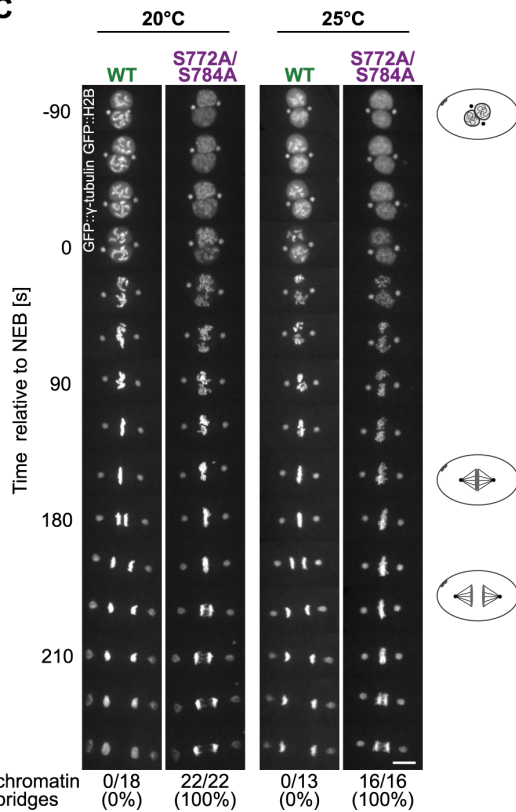 C
20°C 25°C
WT S772A/ S784A WT S772A/ S784A
GFP::γ-tubulin GFP::H2B
Time relative to NEB [s]
-90
0
90
180
210
chromatin 0/18 22/22 0/13 16/16
bridges (0%) (100%) (0%) (100%)